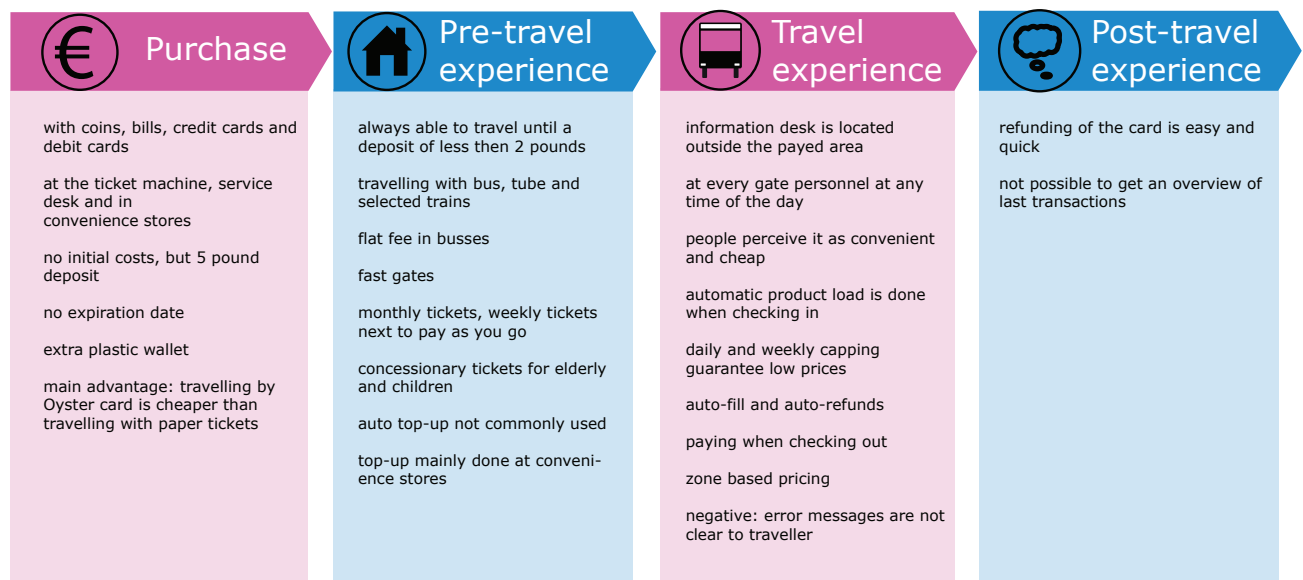 €
Purchase
with coins, bills, credit cards and
debit cards
at the ticket machine, service
desk and in
convenience stores
no initial costs, but 5 pound
deposit
no expiration date
extra plastic wallet
main advantage: travelling by
Oyster card is cheaper than
travelling with paper tickets
Pre-travel
experience
always able to travel until a
deposit of less then 2 pounds
travelling with bus, tube and
selected trains
flat fee in busses
fast gates
monthly tickets, weekly tickets
next to pay as you go
concessionary tickets for elderly
and children
auto top-up not commonly used
top-up mainly done at conveni-
ence stores
Travel
experience
information desk is located
outside the payed area
at every gate personnel at any
time of the day
people perceive it as convenient
and cheap
automatic product load is done
when checking in
daily and weekly capping
guarantee low prices
auto-fill and auto-refunds
paying when checking out
zone based pricing
negative: error messages are not
clear to traveller
Post-travel
experience
refunding of the card is easy and
quick
not possible to get an overview of
last transactions